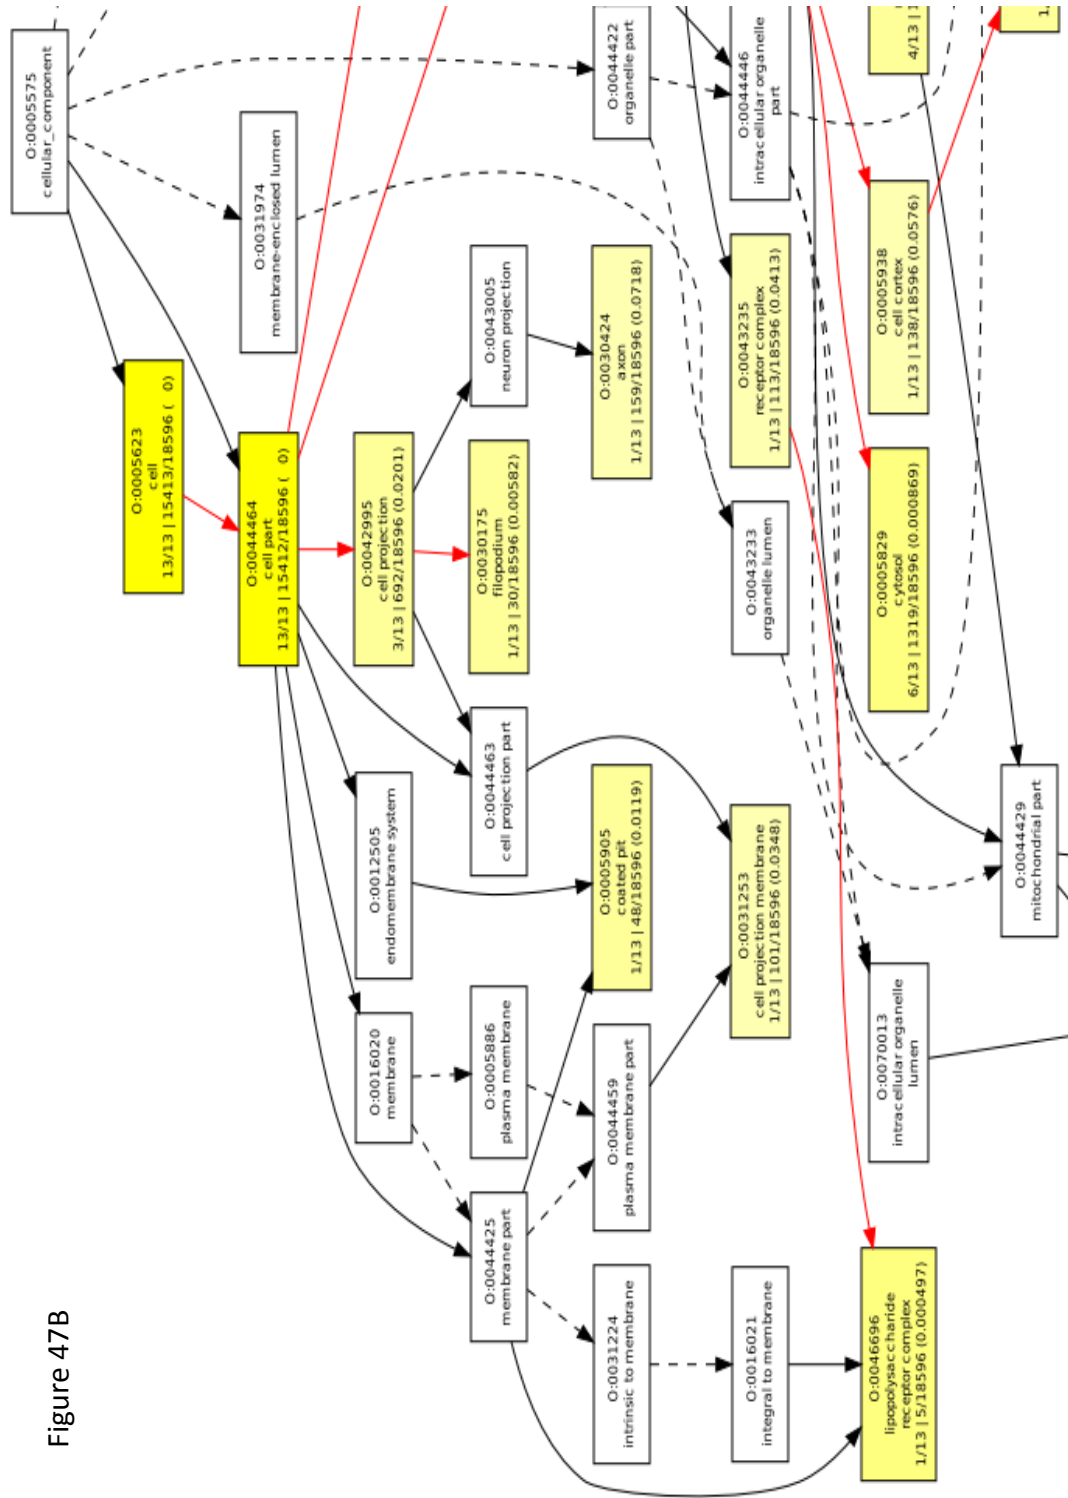 Figure 47B
O:0005575
cellular_component
O:0005623
cell
13/13 | 15413/18596 ( 0)
O:0031974
membrane-enclosed lumen
O:0044464
cell part
13/13 | 15412/18596 ( 0)
O:0016020
membrane
O:0012505
endomembrane system
O:0042995
cell projection
3/13 | 692/18596 (0.0201)
O:0044425
membrane part
O:0005886
plasma membrane
O:0044463
cell projection part
O:0030175
filopodium
1/13 | 30/18596 (0.00582)
O:0043005
neuron projection
O:0031224
intrinsic to membrane
O:0044459
plasma membrane part
O:0005905
coated pit
1/13 | 48/18596 (0.0119)
O:0030424
axon
1/13 | 159/18596 (0.0718)
O:0044422
organelle part
O:0016021
integral to membrane
O:0031253
cell projection membrane
1/13 | 101/18596 (0.0348)
O:0043233
organelle lumen
O:0043235
receptor complex
1/13 | 113/18596 (0.0413)
O:0044446
intracellular organelle
part
O:0046696
lipopolysaccharide
receptor complex
1/13 | 5/18596 (0.000497)
O:0070013
intracellular organelle
lumen
O:0005829
cytosol
6/13 | 1319/18596 (0.000869)
O:0005938
cell cortex
1/13 | 138/18596 (0.0576)
4/13 | 1
O:0044429
mitochondrial part
1/